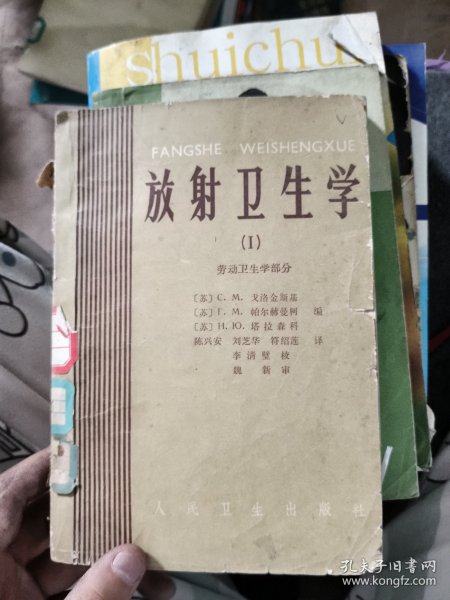 shuichu
FANGSHE WEISHENGXUE
放射卫生学
(I)
劳动卫生学部分
〔苏〕С. М. 戈洛金斯基
〔苏〕Г. М. 帕尔赫曼柯 编
〔苏〕Н. Ю. 塔拉森科
陈兴安 刘芝华 符绍莲 译
李清壁 校
魏新 审
人民卫生出版社
孔夫子旧书网
www.kongfz.com